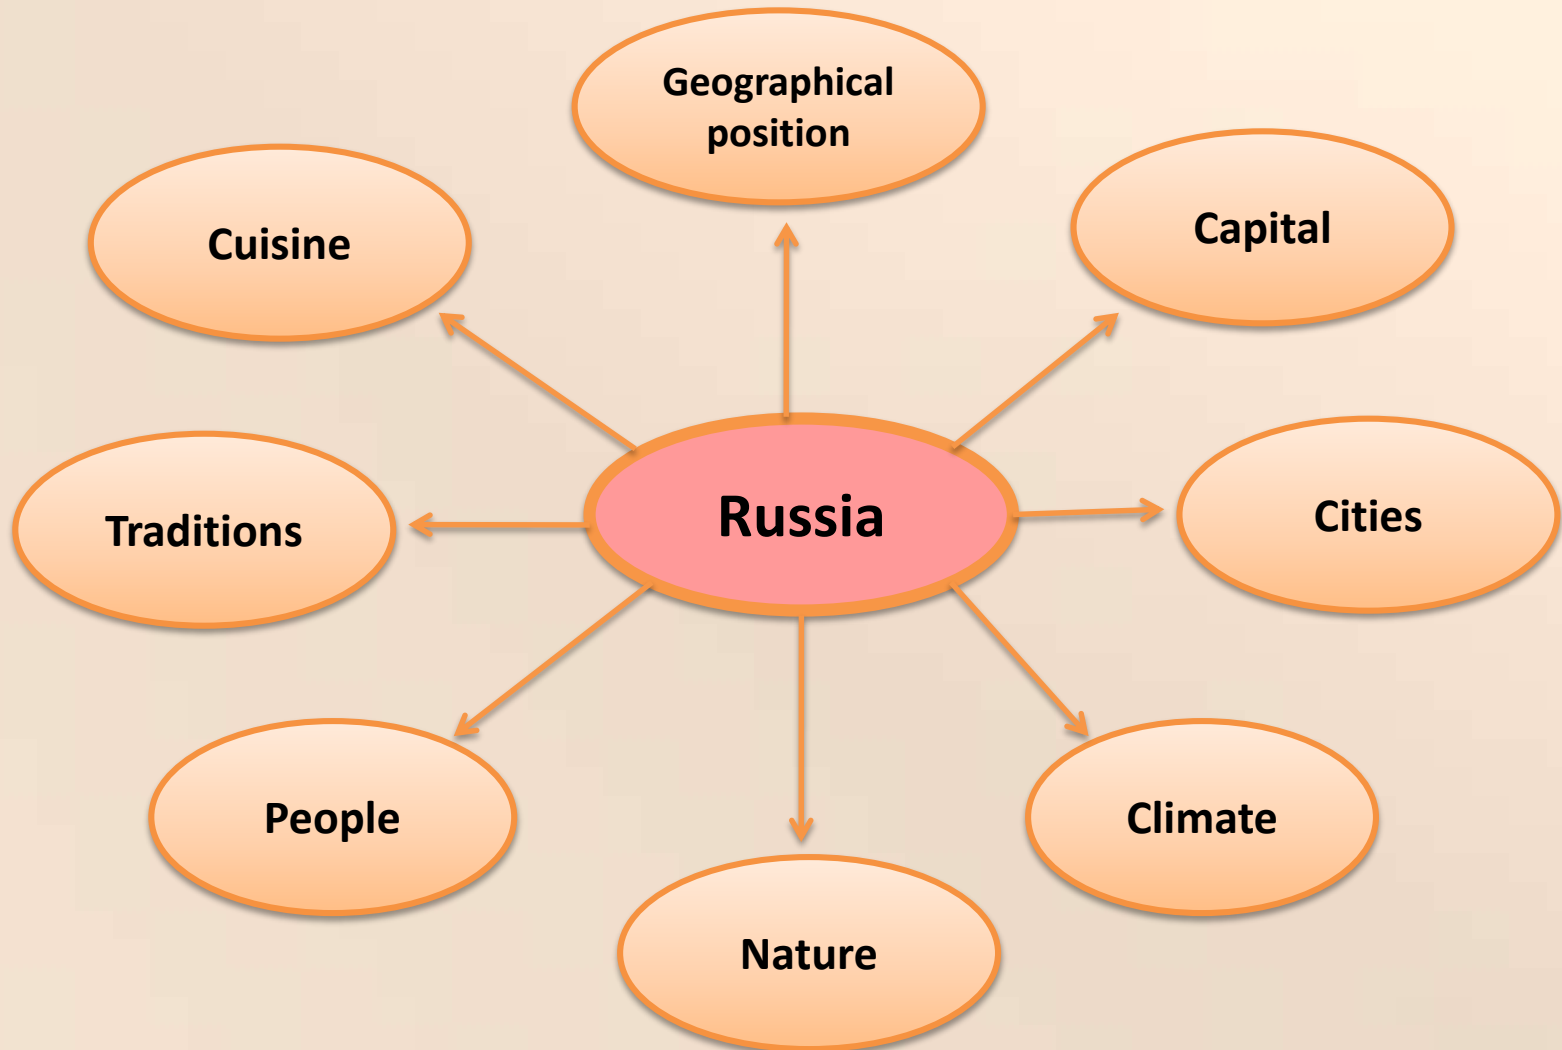 Geographical
position
Cuisine
Capital
Traditions
Russia
Cities
People
Climate
Nature